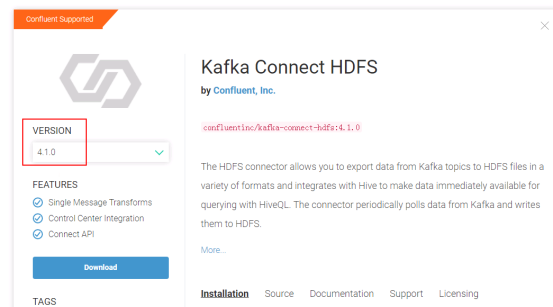 Confluent Supported
Kafka Connect HDFS
by Confluent, Inc.
confluentinc/kafka-connect-hdfs:4.1.0
The HDFS connector allows you to export data from Kafka topics to HDFS files in a
variety of formats and integrates with Hive to make data immediately available for
querying with HiveQL. The connector periodically polls data from Kafka and writes
them to HDFS.
More...
Installation Source Documentation Support Licensing
VERSION
4.1.0
FEATURES
Single Message Transforms
Control Center Integration
Connect API
Download
TAGS